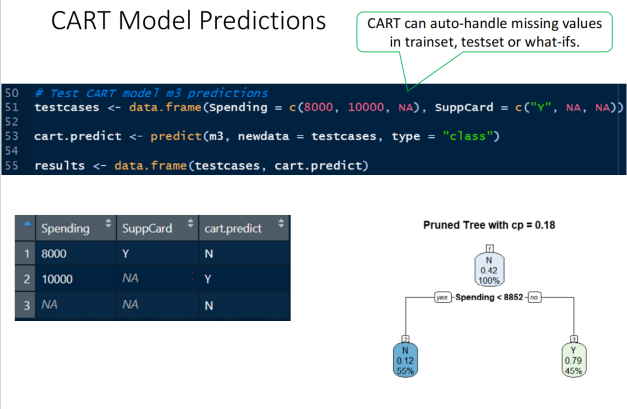 CART Model Predictions
CART can auto-handle missing values
in trainset, testset or what-ifs.
50 # Test CART model m3 predictions
51 testcases <- data.frame(Spending = c(8000, 10000, NA), SuppCard = c("Y", NA, NA))
52
53 cart.predict <- predict(m3, newdata = testcases, type = "class")
54
55 results <- data.frame(testcases, cart.predict)
Spending SuppCard cart.predict
1 8000 Y N
2 10000 NA Y
3 NA NA N
Pruned Tree with cp = 0.18
1
N
0.42
100%
yes Spending < 8852 no
2
N
0.12
55%
3
Y
0.79
45%